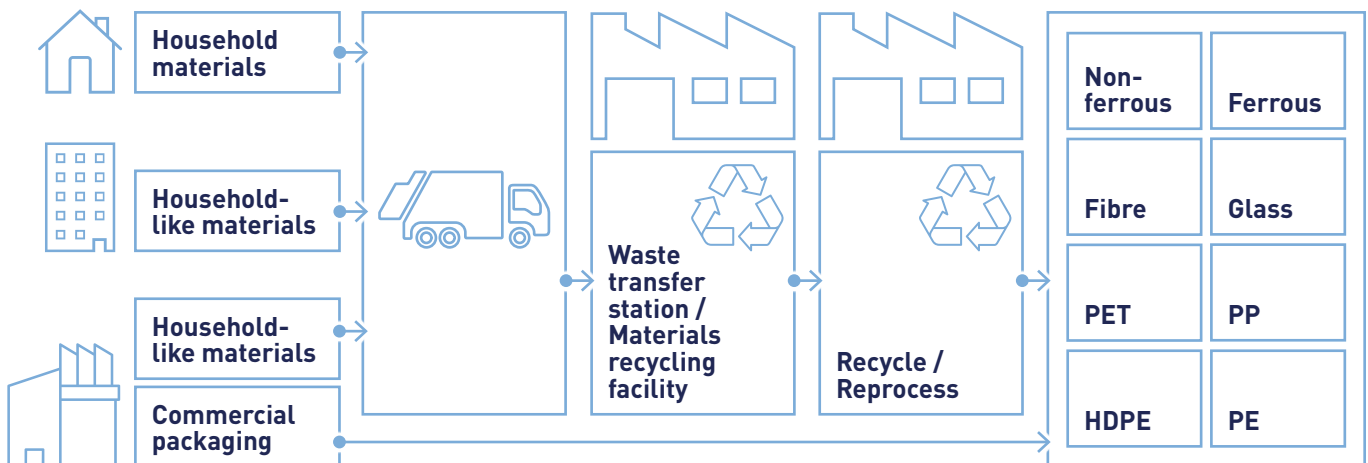 Household
materials
Household-
like materials
Household-
like materials
Commercial
packaging
Waste
transfer
station /
Materials
recycling
facility
Recycle /
Reprocess
Non-
ferrous
Ferrous
Fibre
Glass
PET
PP
HDPE
PE